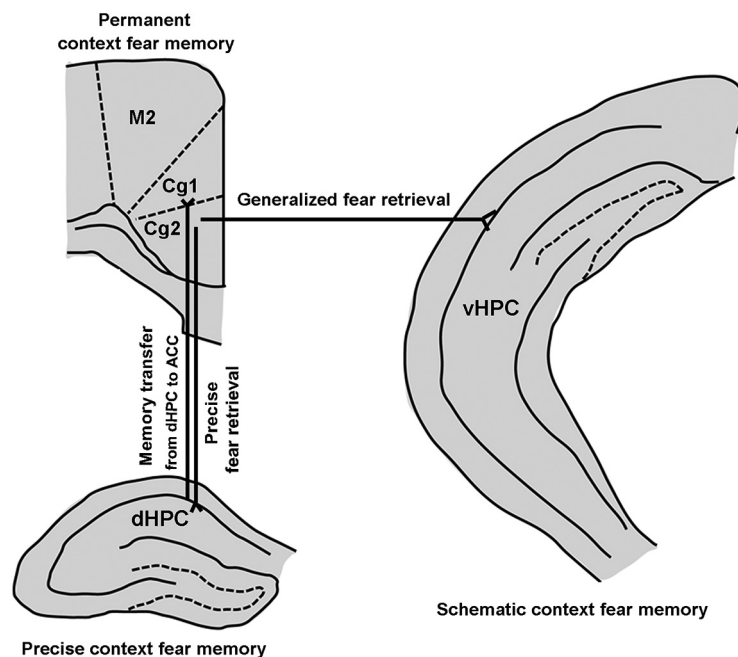 Permanent
context fear memory
M2
Cg1
Cg2
Generalized fear retrieval
vHPC
Memory transfer
from dHPC to ACC
Precise
fear retrieval
dHPC
Schematic context fear memory
Precise context fear memory